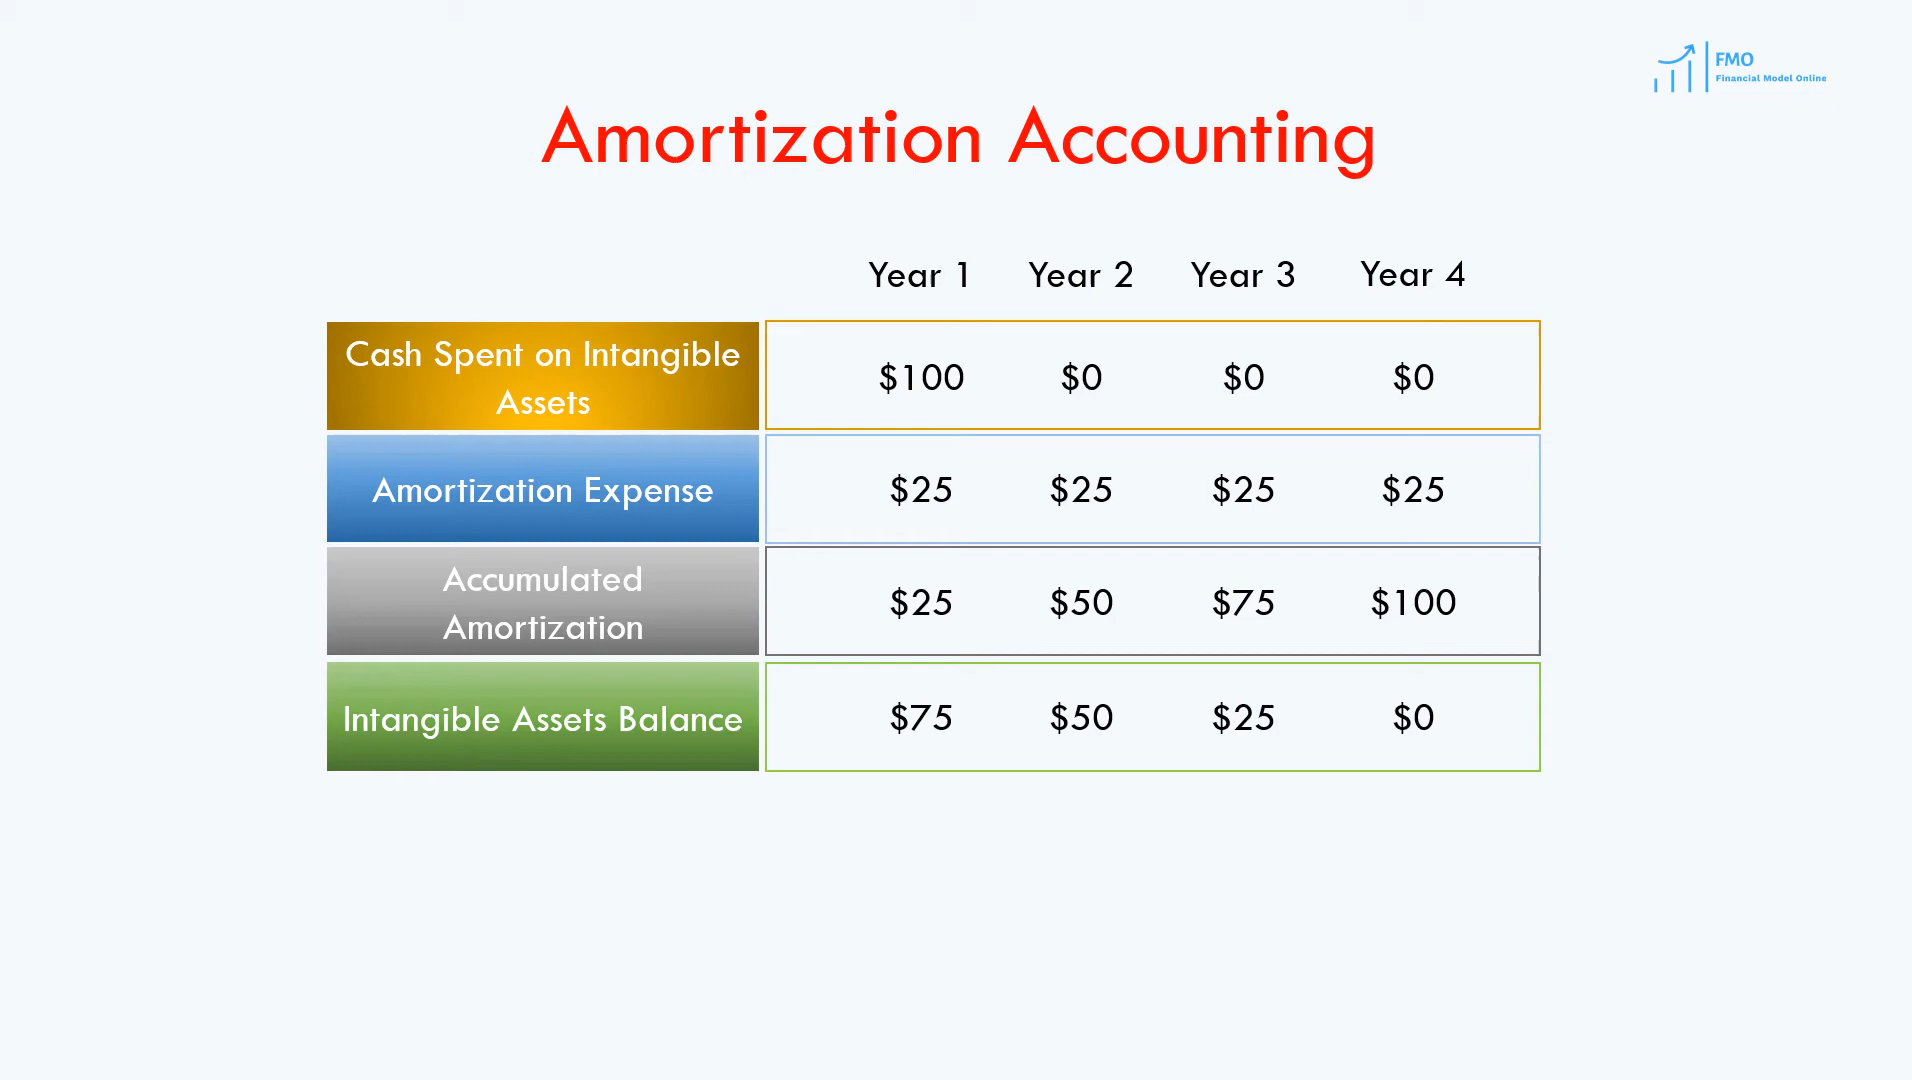 FMO
Financial Model Online
Amortization Accounting
Year 1 Year 2 Year 3 Year 4
Cash Spent on Intangible
Assets
$100 $0 $0 $0
Amortization Expense $25 $25 $25 $25
Accumulated
Amortization
$25 $50 $75 $100
Intangible Assets Balance $75 $50 $25 $0